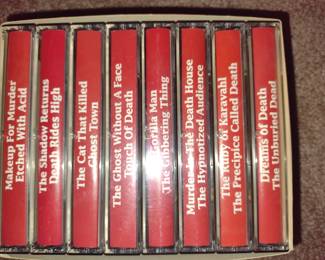 Makeup For Murder
Etched With Acid
The Shadow Returns
Death Rides High
The Cat That Killed
Ghost Town
The Ghost Without A Face
Touch Of Death
Gorilla Man
The Gibbering Thing
Murder In The Death House
The Hypnotized Audience
The Ruby of Karavahl
The Precipice Called Death
Dreams of Death
The Unburied Dead